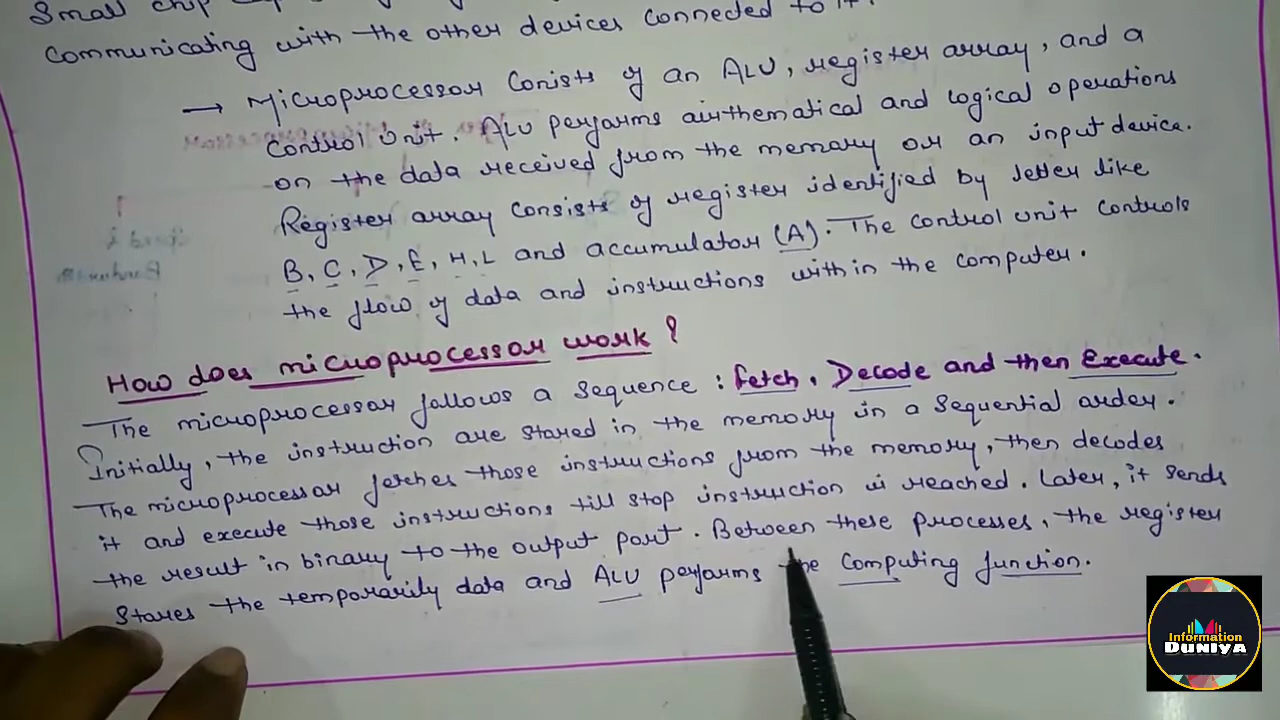 Small chip
communicating with the other devices connected to it.
→ Microprocessor Conists of an ALU, register array, and a
control unit. ALU performs airthematical and logical operations
on the data received from the memory or an input device.
Register array consists of register identified by letter like
B, C, D, E, H, L and accumulator (A). The control unit controls
the flow of data and instructions within the computer.
How does microprocessor work?
The microprocessor follows a sequence : Fetch, Decode and then Execute.
Initially, the instruction are stored in the memory in a sequential order.
The microprocessor fetches those instructions from the memory, then decodes
it and execute those instructions till stop instruction is reached. Later, it sends
the result in binary to the output port. Between these processes, the register
stores the temporarily data and ALU performs the computing function.
Information
Duniya